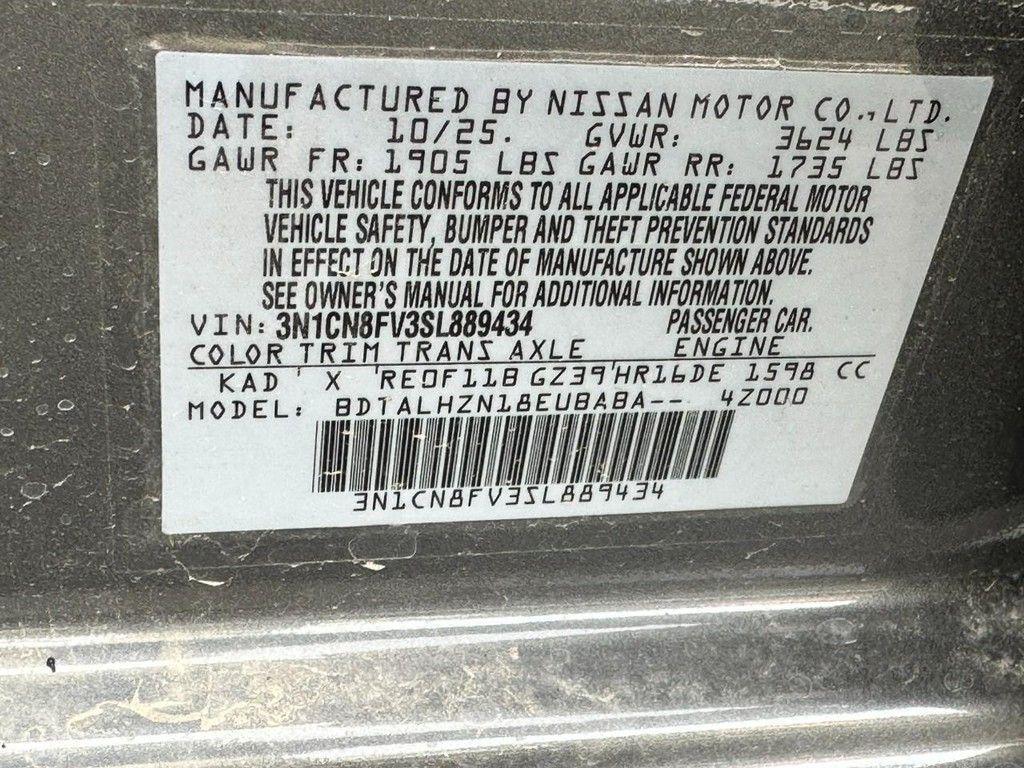 MANUFACTURED BY NISSAN MOTOR CO., LTD.
DATE: 10/25. GVWR: 3624 LBS
GAWR FR: 1905 LBS GAWR RR: 1735 LBS
THIS VEHICLE CONFORMS TO ALL APPLICABLE FEDERAL MOTOR
VEHICLE SAFETY, BUMPER AND THEFT PREVENTION STANDARDS
IN EFFECT ON THE DATE OF MANUFACTURE SHOWN ABOVE.
SEE OWNER'S MANUAL FOR ADDITIONAL INFORMATION.
VIN: 3N1CN8FV3SL889434 PASSENGER CAR.
COLOR TRIM TRANS AXLE ENGINE
KAD X RE0F11B GZ39 HR16DE 1598 CC
MODEL: BDTALHZN18EUBABA-- 4Z000
3N1CN8FV3SL889434